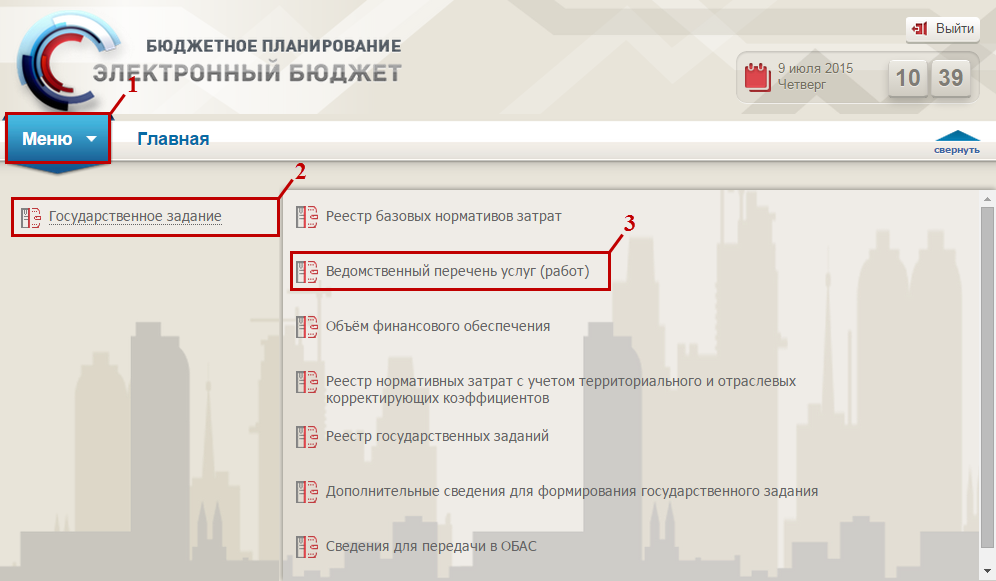 БЮДЖЕТНОЕ ПЛАНИРОВАНИЕ
ЭЛЕКТРОННЫЙ БЮДЖЕТ
Выйти
9 июля 2015
Четверг
10 39
1
Меню
Главная
свернуть
2
Государственное задание
Реестр базовых нормативов затрат
3
Ведомственный перечень услуг (работ)
Объём финансового обеспечения
Реестр нормативных затрат с учетом территориального и отраслевых
корректирующих коэффициентов
Реестр государственных заданий
Дополнительные сведения для формирования государственного задания
Сведения для передачи в ОБАС